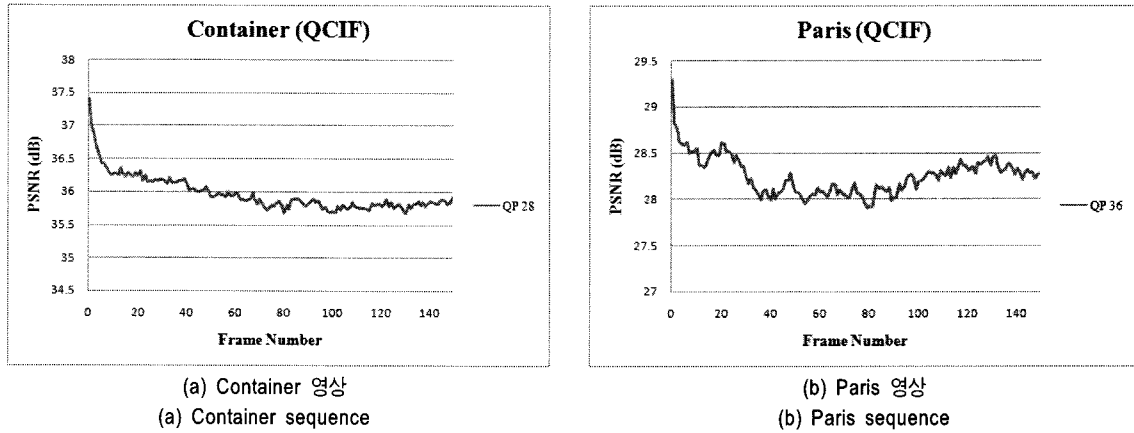 Container (QCIF)
38
37.5
37
36.5
36
35.5
35
34.5
PSNR (dB)
0 20 40 60 80 100 120 140
Frame Number
QP 28
(a) Container 영상
(a) Container sequence
Paris (QCIF)
29.5
29
28.5
28
27.5
27
PSNR (dB)
0 20 40 60 80 100 120 140
Frame Number
QP 36
(b) Paris 영상
(b) Paris sequence